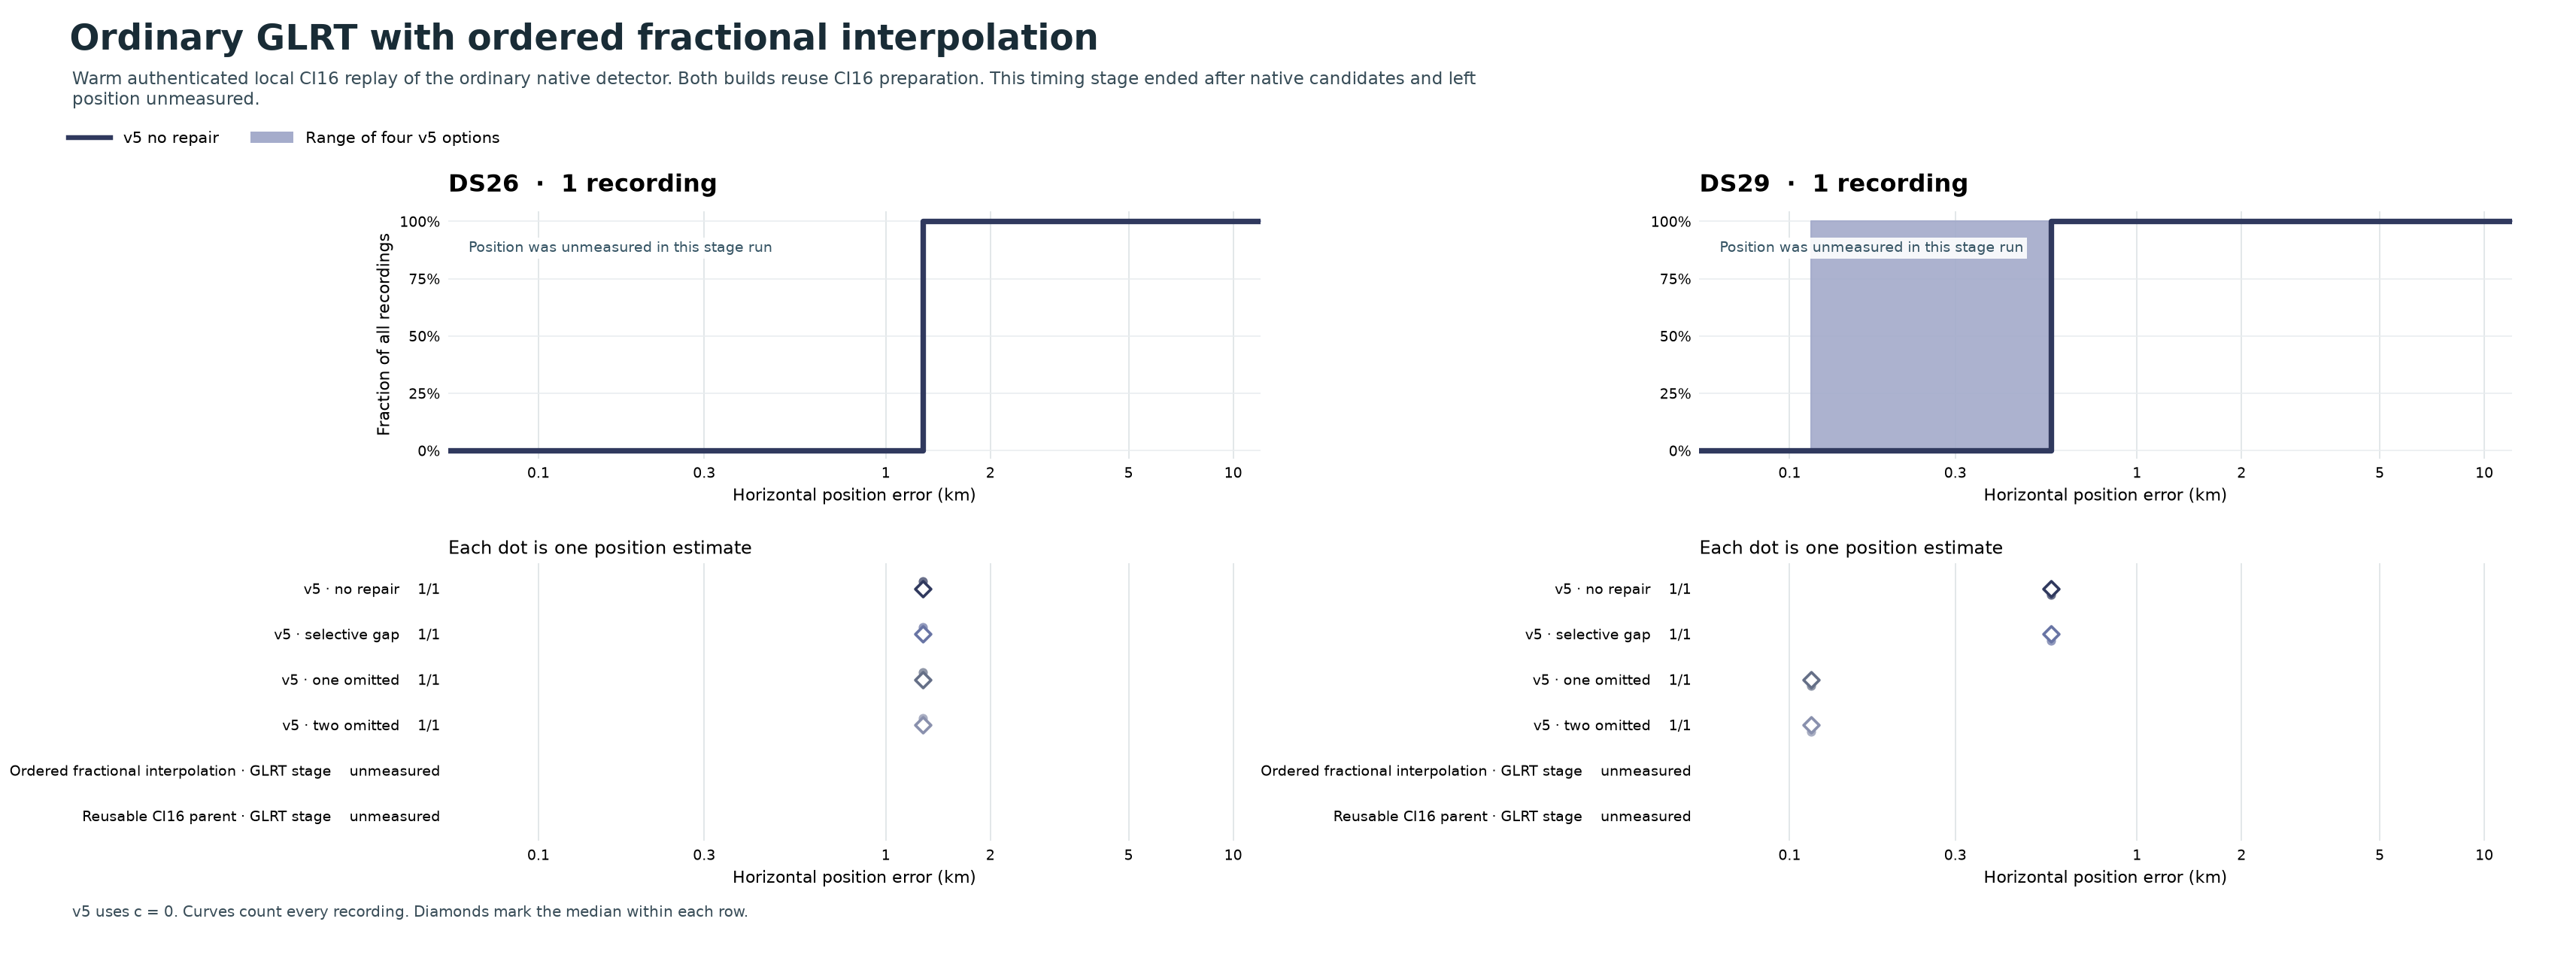 Ordinary GLRT with ordered fractional interpolation
Warm authenticated local CI16 replay of the ordinary native detector. Both builds reuse CI16 preparation. This timing stage ended after native candidates and left
position unmeasured.
v5 no repair
Range of four v5 options
DS26 · 1 recording
Fraction of all recordings
100%
75%
50%
25%
0%
Position was unmeasured in this stage run
0.1 0.3 1 2 5 10
Horizontal position error (km)
DS29 · 1 recording
100%
75%
50%
25%
0%
Position was unmeasured in this stage run
0.1 0.3 1 2 5 10
Horizontal position error (km)
Each dot is one position estimate
v5 · no repair 1/1
v5 · selective gap 1/1
v5 · one omitted 1/1
v5 · two omitted 1/1
Ordered fractional interpolation · GLRT stage unmeasured
Reusable CI16 parent · GLRT stage unmeasured
0.1 0.3 1 2 5 10
Horizontal position error (km)
Each dot is one position estimate
v5 · no repair 1/1
v5 · selective gap 1/1
v5 · one omitted 1/1
v5 · two omitted 1/1
Ordered fractional interpolation · GLRT stage unmeasured
Reusable CI16 parent · GLRT stage unmeasured
0.1 0.3 1 2 5 10
Horizontal position error (km)
v5 uses c = 0. Curves count every recording. Diamonds mark the median within each row.